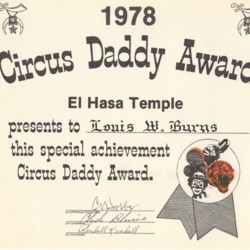 1978
Circus Daddy Award
El Hasa Temple
presents to Louis W. Burns
this special achievement
Circus Daddy Award.